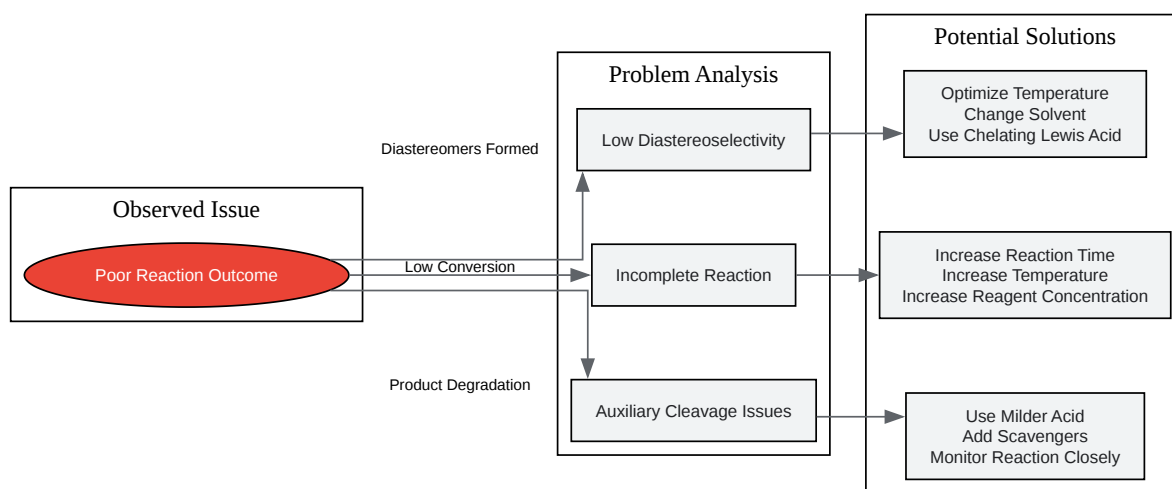 Observed Issue
Poor Reaction Outcome
Diastereomers Formed
Low Conversion
Product Degradation
Problem Analysis
Low Diastereoselectivity
Incomplete Reaction
Auxiliary Cleavage Issues
Potential Solutions
Optimize Temperature
Change Solvent
Use Chelating Lewis Acid
Increase Reaction Time
Increase Temperature
Increase Reagent Concentration
Use Milder Acid
Add Scavengers
Monitor Reaction Closely